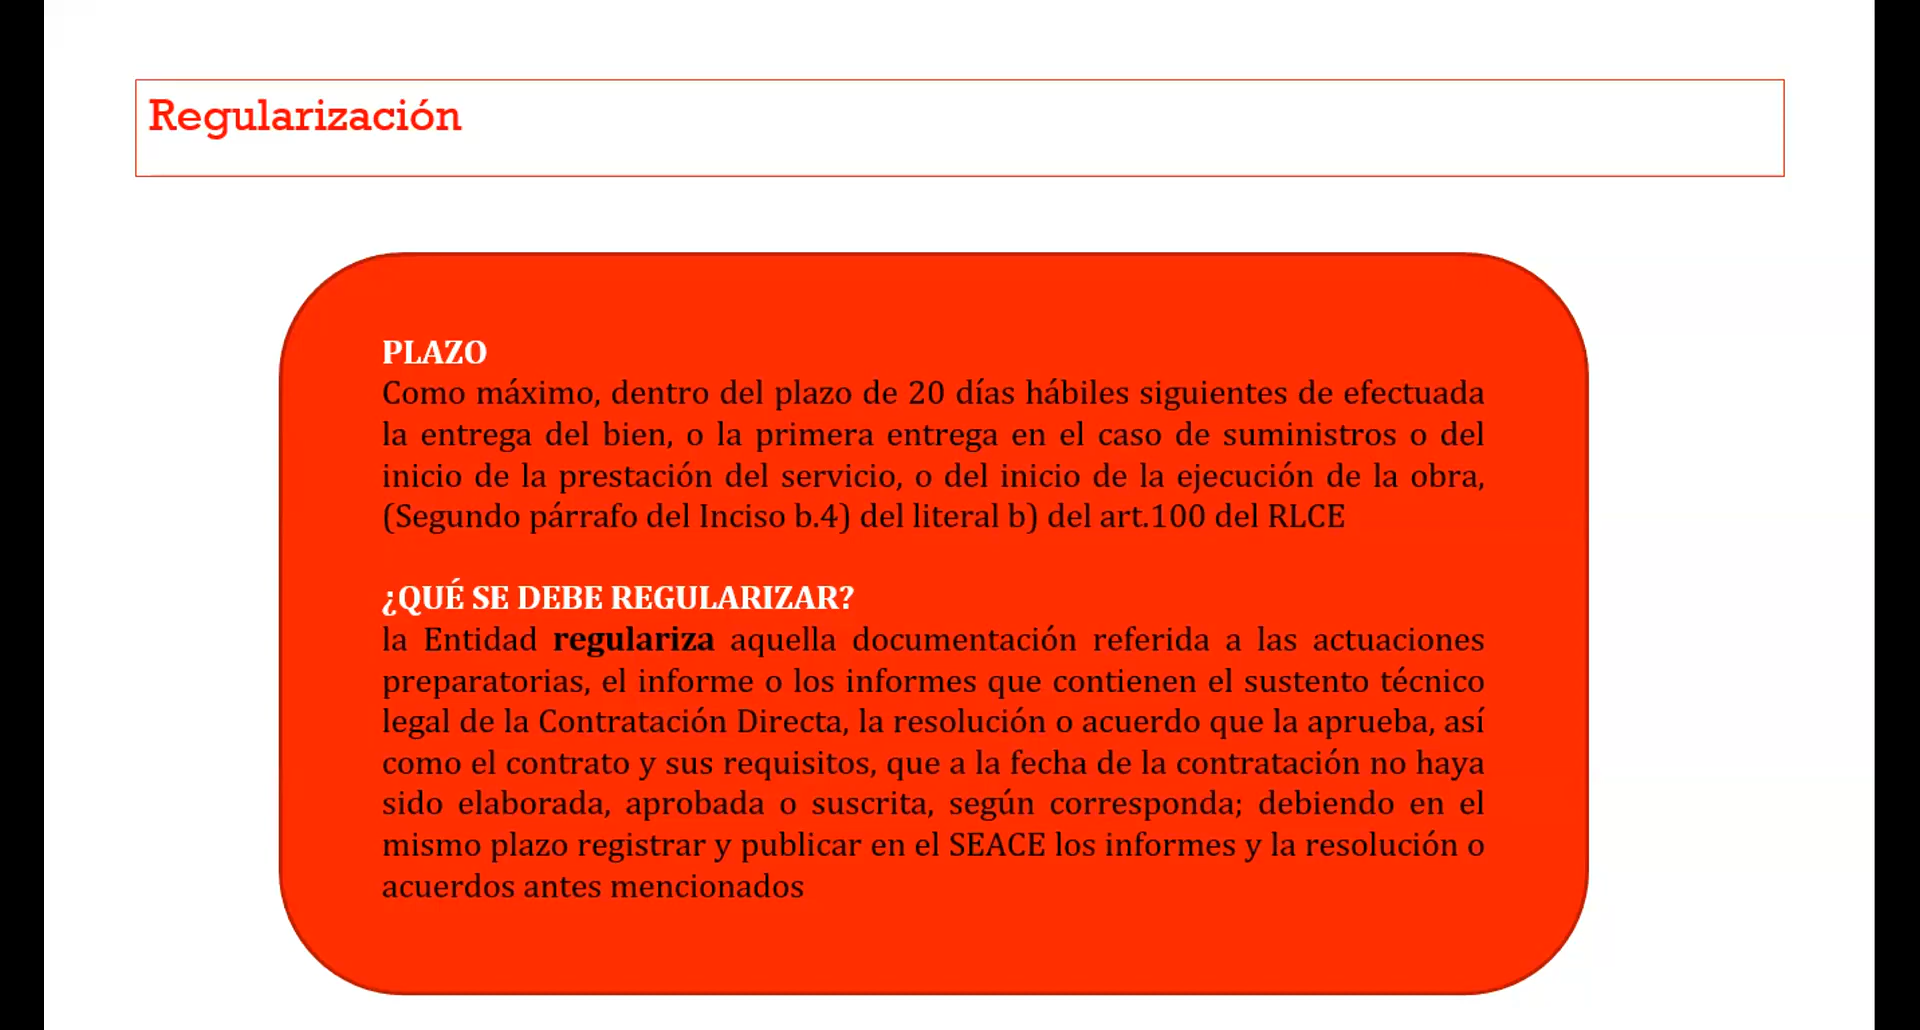 Regularización
PLAZO
Como máximo, dentro del plazo de 20 días hábiles siguientes de efectuada
la entrega del bien, o la primera entrega en el caso de suministros o del
inicio de la prestación del servicio, o del inicio de la ejecución de la obra,
(Segundo párrafo del Inciso b.4) del literal b) del art.100 del RLCE
¿QUÉ SE DEBE REGULARIZAR?
la Entidad regulariza aquella documentación referida a las actuaciones
preparatorias, el informe o los informes que contienen el sustento técnico
legal de la Contratación Directa, la resolución o acuerdo que la aprueba, así
como el contrato y sus requisitos, que a la fecha de la contratación no haya
sido elaborada, aprobada o suscrita, según corresponda; debiendo en el
mismo plazo registrar y publicar en el SEACE los informes y la resolución o
acuerdos antes mencionados